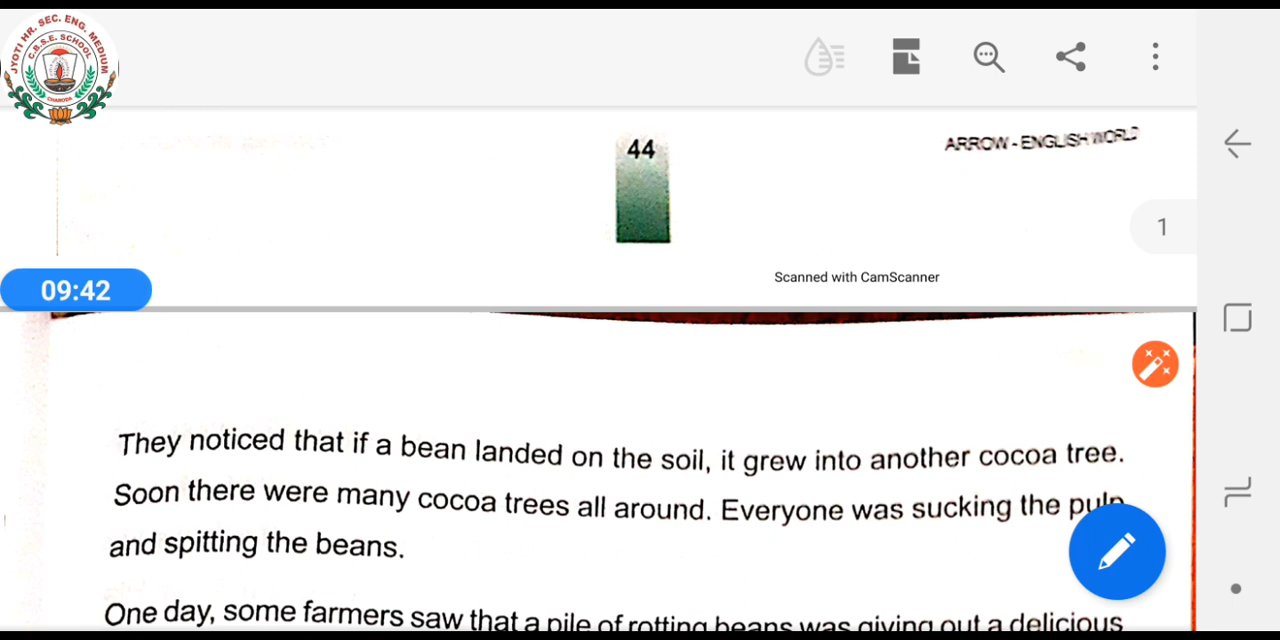 JYOTI HR. SEC. ENG. MEDIUM
C.B.S.E. SCHOOL
CHARODA
44
ARROW - ENGLISH WORLD
1
Scanned with CamScanner
09:42
They noticed that if a bean landed on the soil, it grew into another cocoa tree.
Soon there were many cocoa trees all around. Everyone was sucking the pulp
and spitting the beans.
One day, some farmers saw that a pile of rotting beans was giving out a delicious